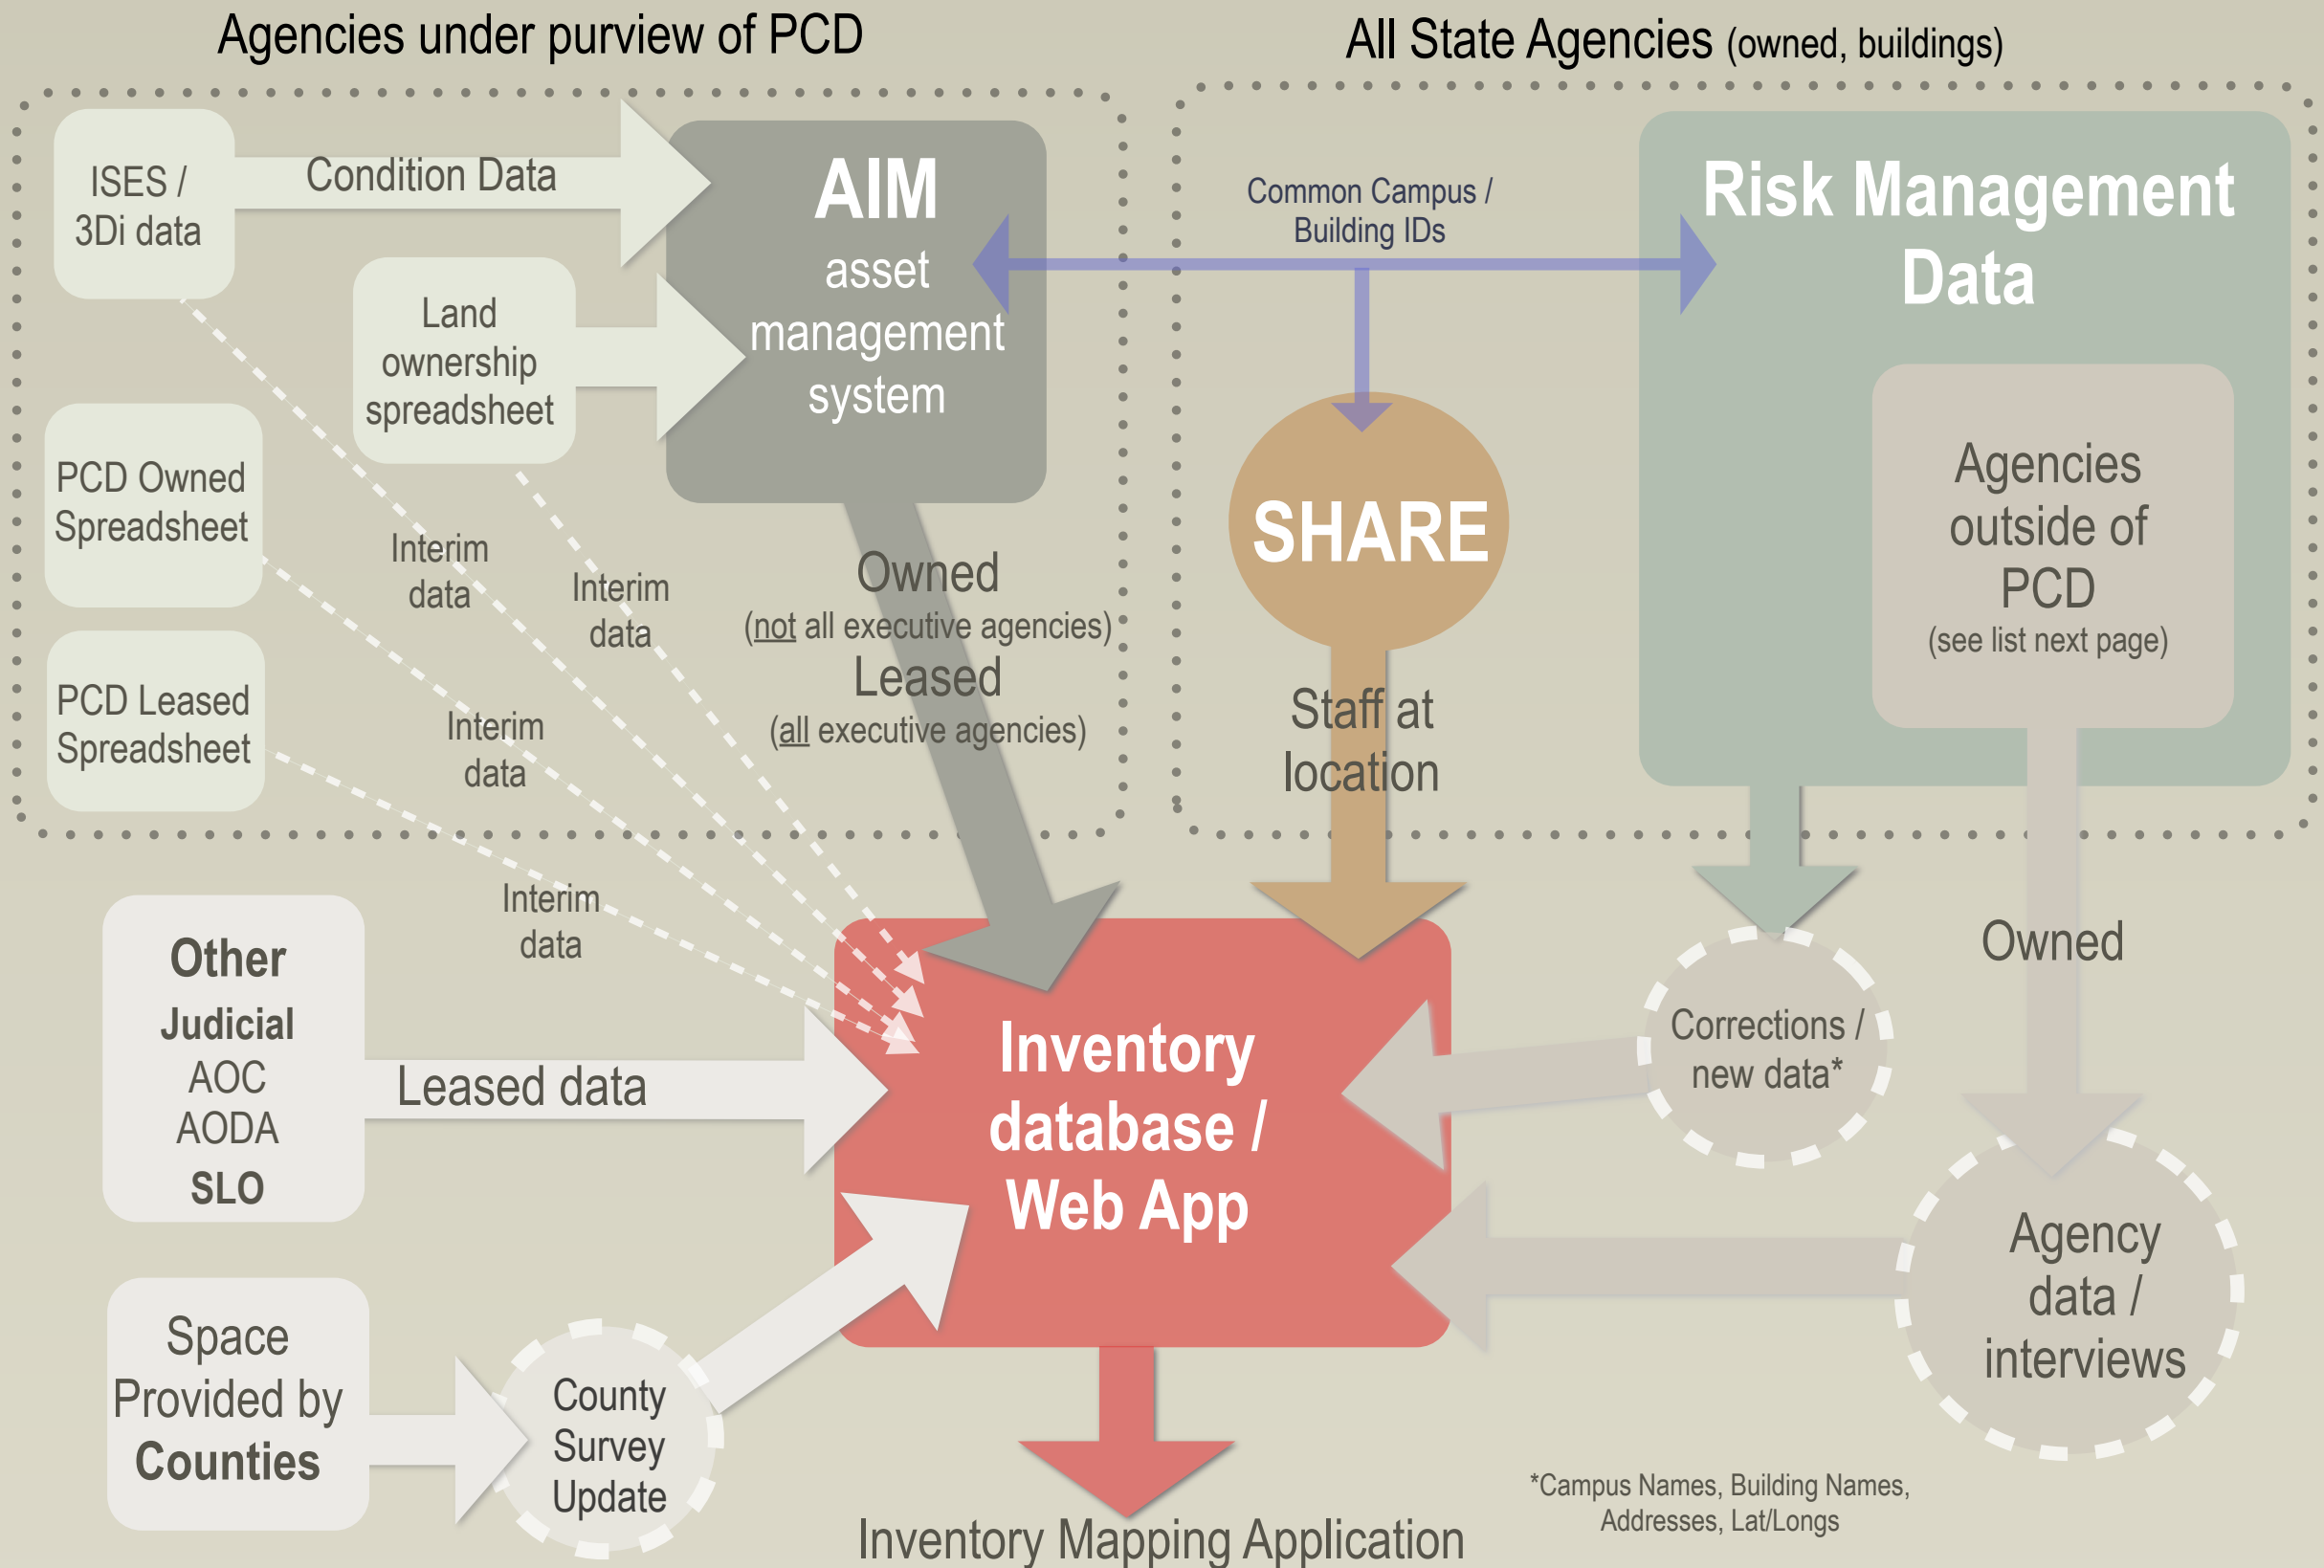 Agencies under purview of PCD
All State Agencies (owned, buildings)
ISES /
3Di data
Condition Data
Land
ownership
spreadsheet
AIM
asset
management
system
Common Campus /
Building IDs
Risk Management
Data
PCD Owned
Spreadsheet
PCD Leased
Spreadsheet
Interim
data
Interim
data
Interim
data
Interim
data
Owned
(not all executive agencies)
Leased
(all executive agencies)
SHARE
Staff at
location
Agencies
outside of
PCD
(see list next page)
Owned
Other
Judicial
AOC
AODA
SLO
Leased data
Inventory
database /
Web App
Corrections /
new data*
Agency
data /
interviews
Space
Provided by
Counties
County
Survey
Update
Inventory Mapping Application
*Campus Names, Building Names,
Addresses, Lat/Longs